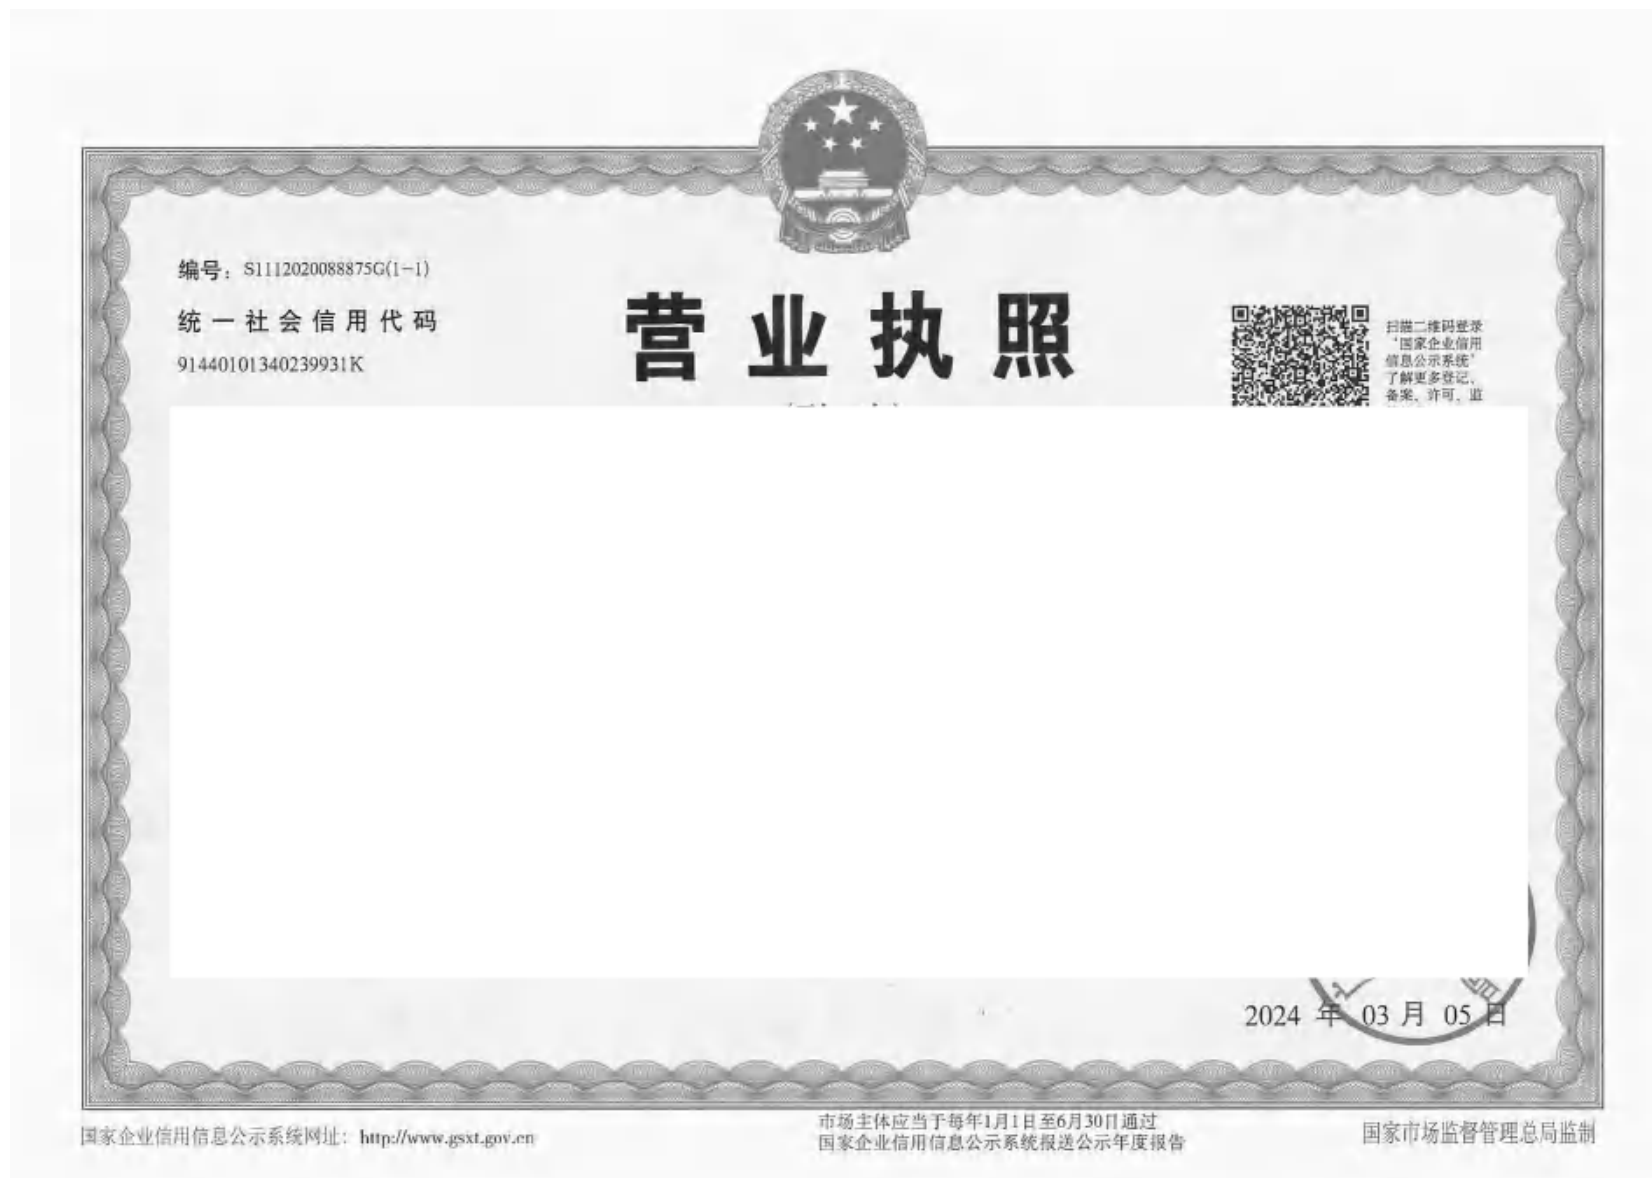 编号：S1112020088875G(1-1)
统一社会信用代码
91440101340239931K
营业执照
扫描二维码登录
‘国家企业信用
信息公示系统’
了解更多登记、
备案、许可、监
2024 年 03 月 05 日
国家企业信用信息公示系统网址：http://www.gsxt.gov.cn
市场主体应当于每年1月1日至6月30日通过
国家企业信用信息公示系统报送公示年度报告
国家市场监督管理总局监制